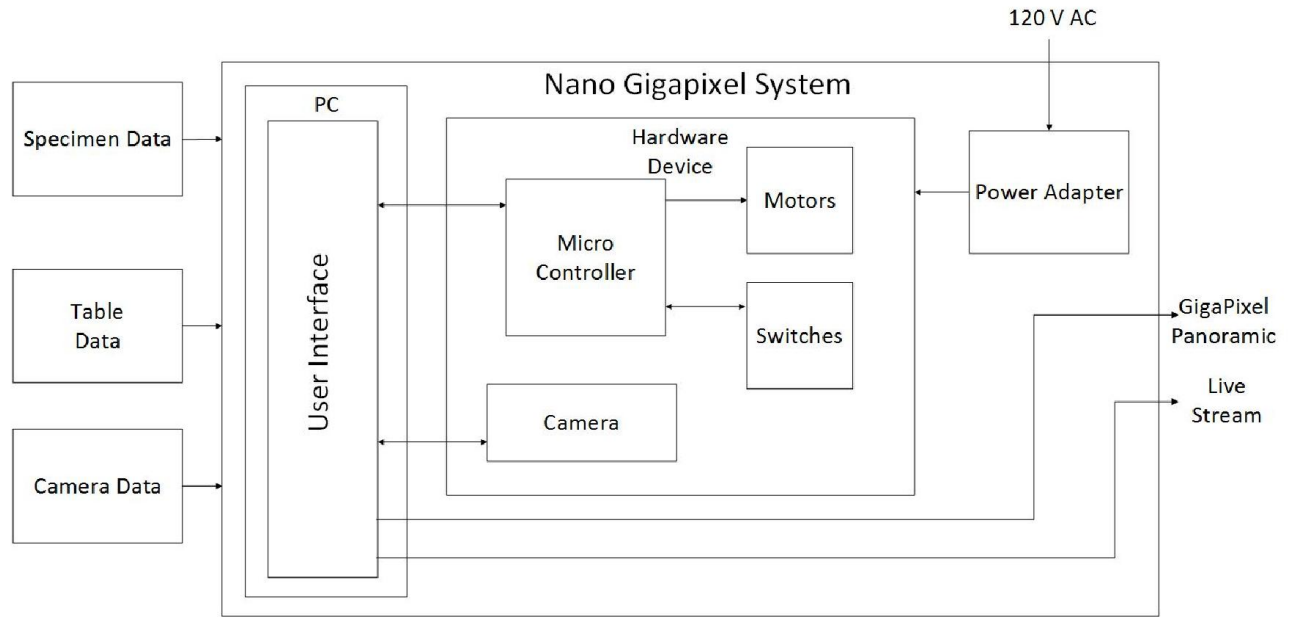 120 V AC
Nano Gigapixel System
PC
Specimen Data
Hardware
Device
Motors
Power Adapter
Micro
Controller
User Interface
Table
Data
Switches
GigaPixel
Panoramic
Live
Stream
Camera
Camera Data